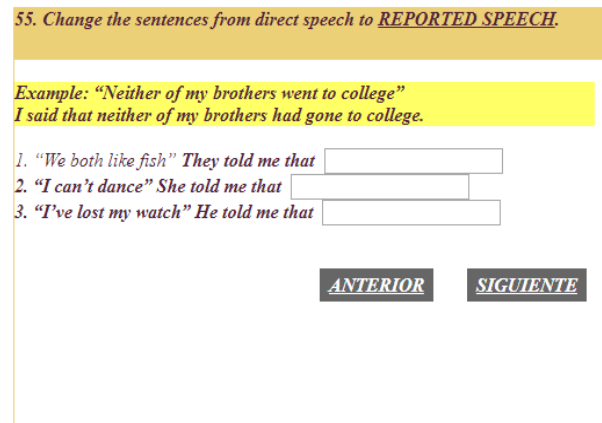 55. Change the sentences from direct speech to REPORTED SPEECH.
Example: “Neither of my brothers went to college”
I said that neither of my brothers had gone to college.
1. “We both like fish” They told me that
2. “I can’t dance” She told me that
3. “I’ve lost my watch” He told me that
ANTERIOR SIGUIENTE